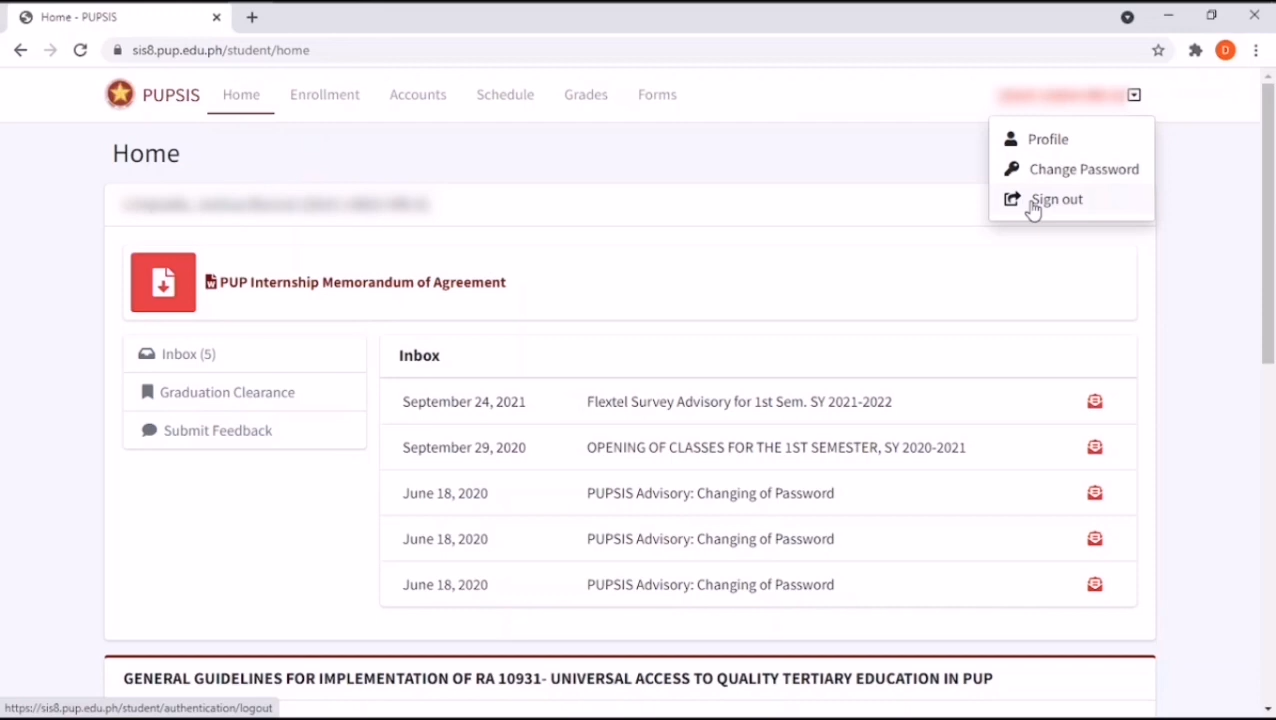 Home - PUPSIS
sis8.pup.edu.ph/student/home
D
PUPSIS Home Enrollment Accounts Schedule Grades Forms
Profile
Change Password
Sign out
Home
PUP Internship Memorandum of Agreement
Inbox (5)
Graduation Clearance
Submit Feedback
Inbox
September 24, 2021 Flextel Survey Advisory for 1st Sem. SY 2021-2022
September 29, 2020 OPENING OF CLASSES FOR THE 1ST SEMESTER, SY 2020-2021
June 18, 2020 PUPSIS Advisory: Changing of Password
June 18, 2020 PUPSIS Advisory: Changing of Password
June 18, 2020 PUPSIS Advisory: Changing of Password
GENERAL GUIDELINES FOR IMPLEMENTATION OF RA 10931- UNIVERSAL ACCESS TO QUALITY TERTIARY EDUCATION IN PUP
https://sis8.pup.edu.ph/student/authentication/logout